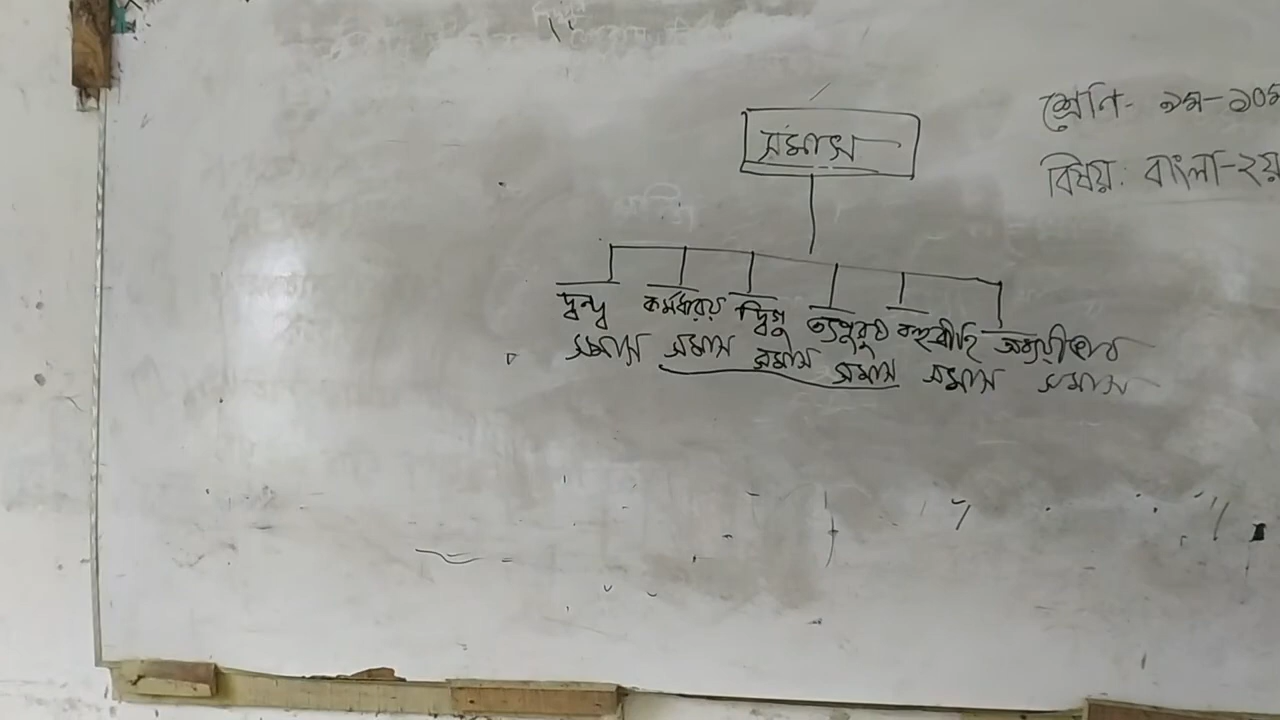 শ্রেণি- ৯ম-১০ম
বিষয়: বাংলা-২য়
সমাস
দ্বন্দ্ব কর্মধারয় দ্বিগু তৎপুরুষ বহুব্রীহি অব্যয়ীভাব
সমাস সমাস সমাস সমাস সমাস সমাস